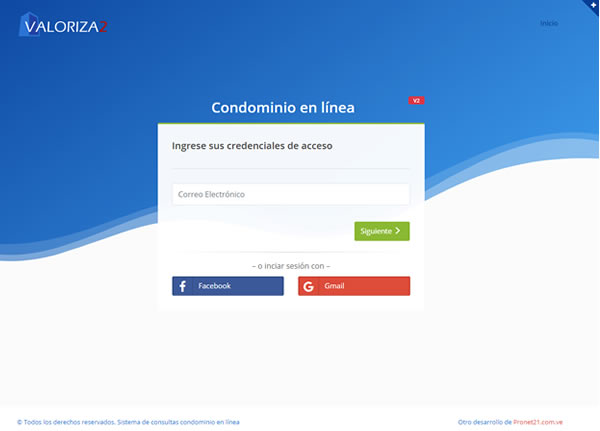 VALORIZA2
Inicio
Condominio en línea
V2
Ingrese sus credenciales de acceso
Correo Electrónico
Siguiente
– o inciar sesión con –
Facebook
Gmail
© Todos los derechos reservados. Sistema de consultas condominio en línea
Otro desarrollo de Pronet21.com.ve